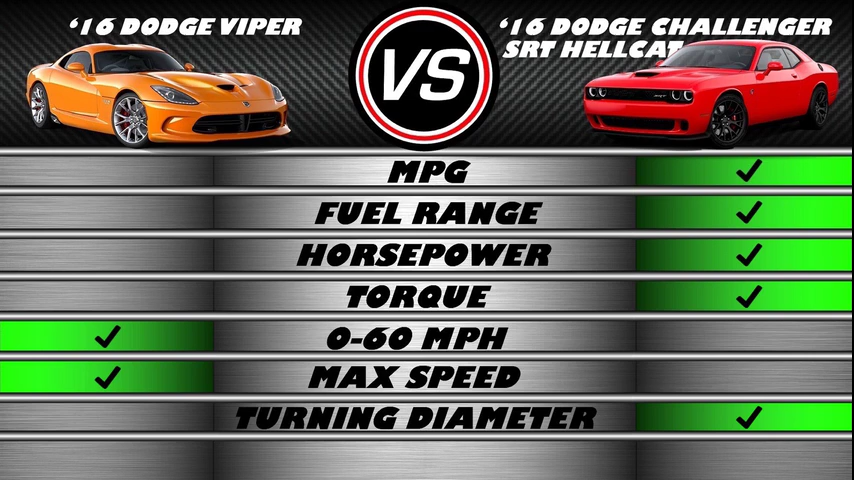 '16 DODGE VIPER
VS
'16 DODGE CHALLENGER
SRT HELLCAT
MPG
FUEL RANGE
HORSEPOWER
TORQUE
0-60 MPH
MAX SPEED
TURNING DIAMETER